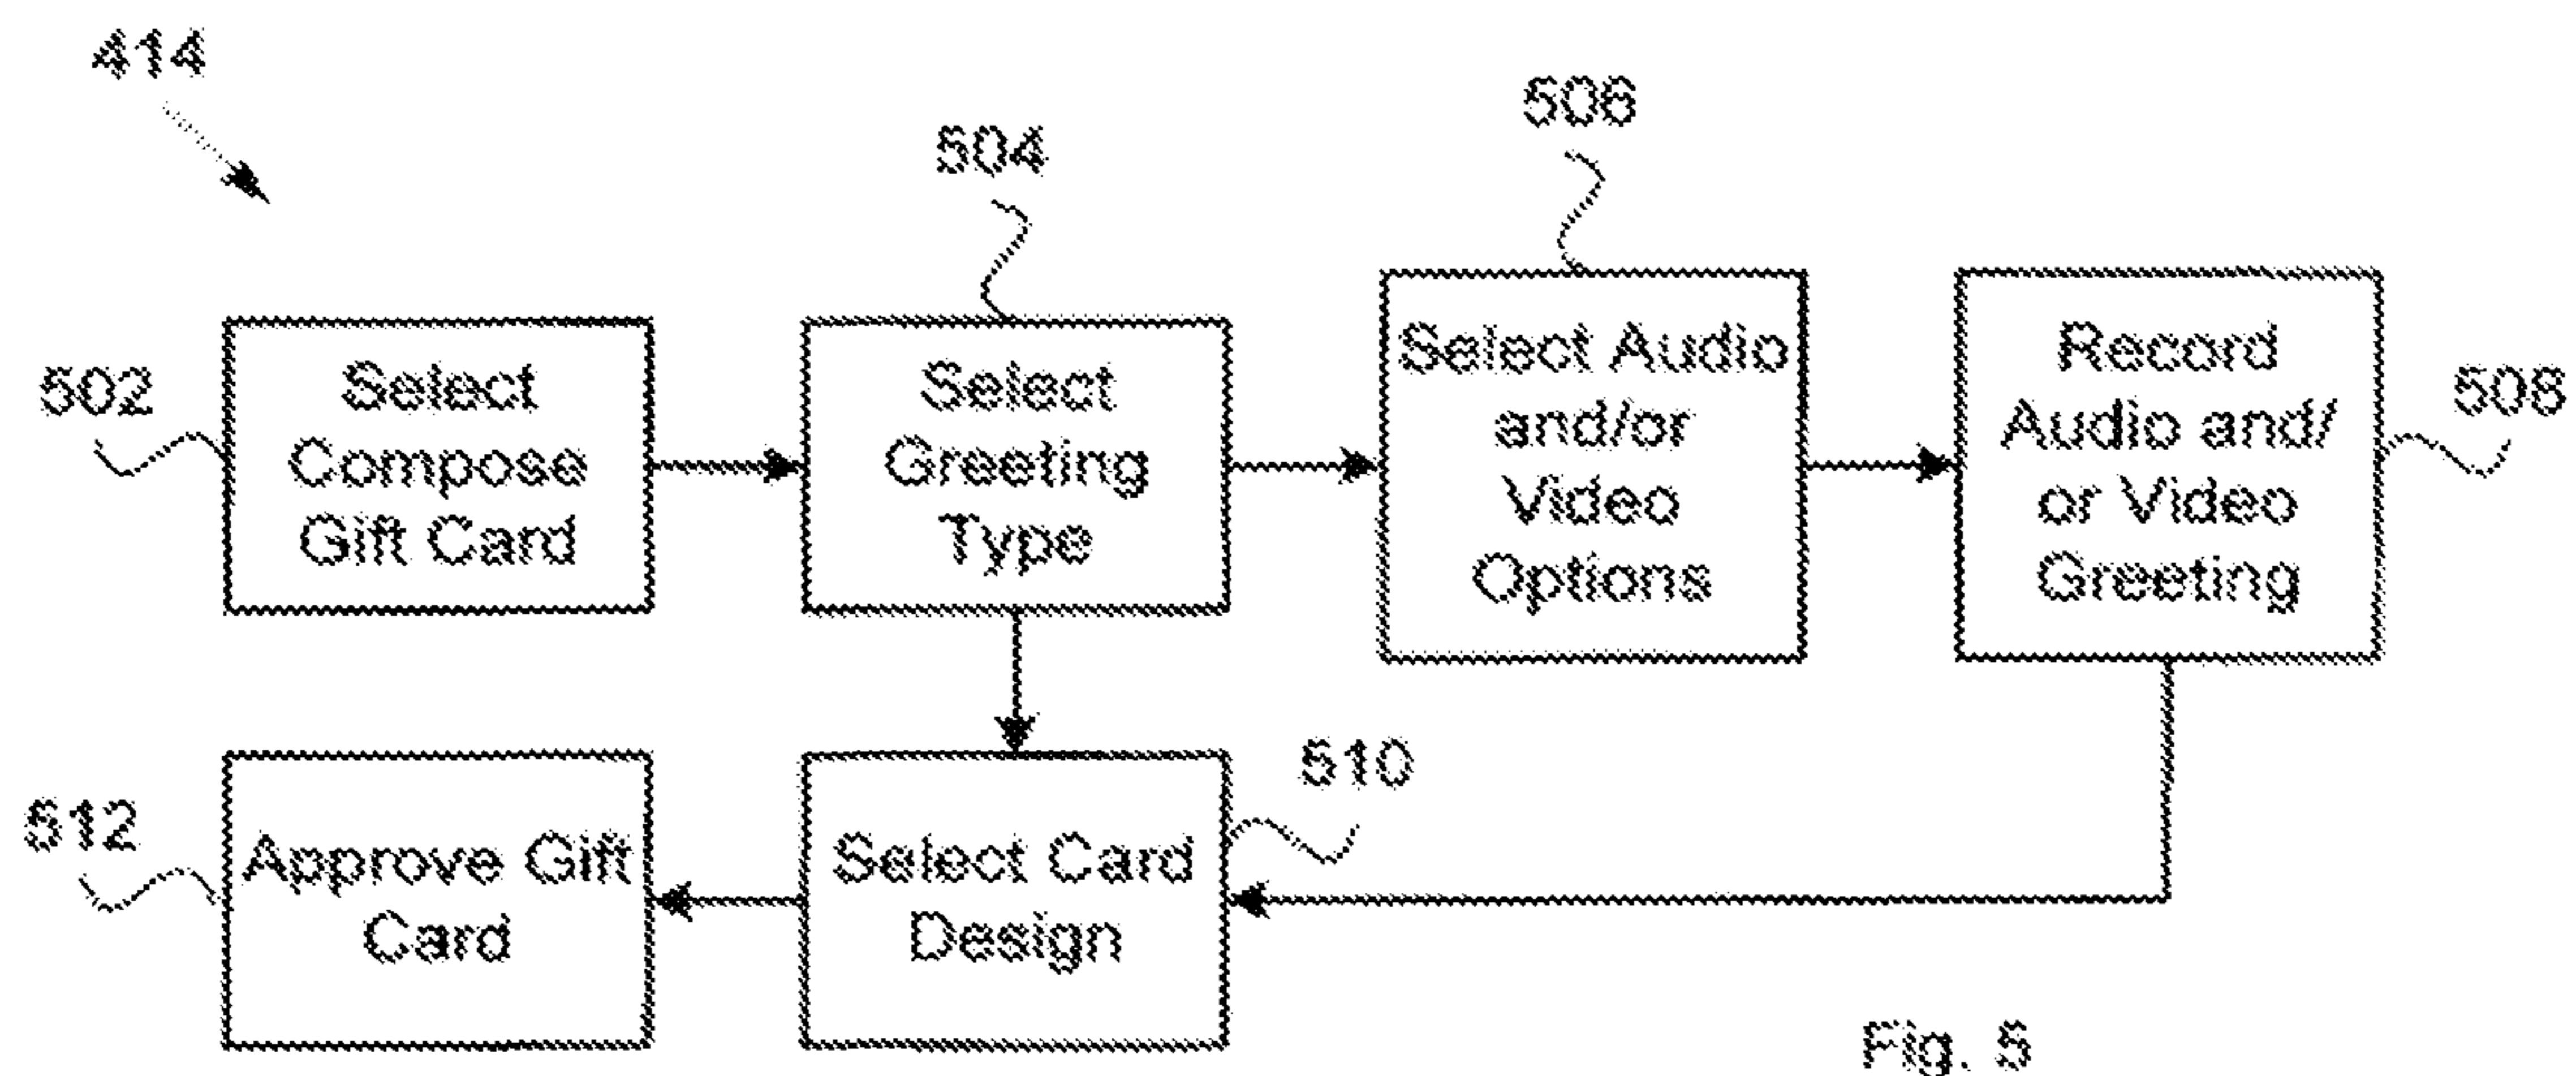 414
504
506
502
Select
Compose
Gift Card
Select
Greeting
Type
Select Audio
and/or
Video
Options
Record
Audio and/
or Video
Greeting
508
512
Approve Gift
Card
Select Card
Design
510
Fig. 5